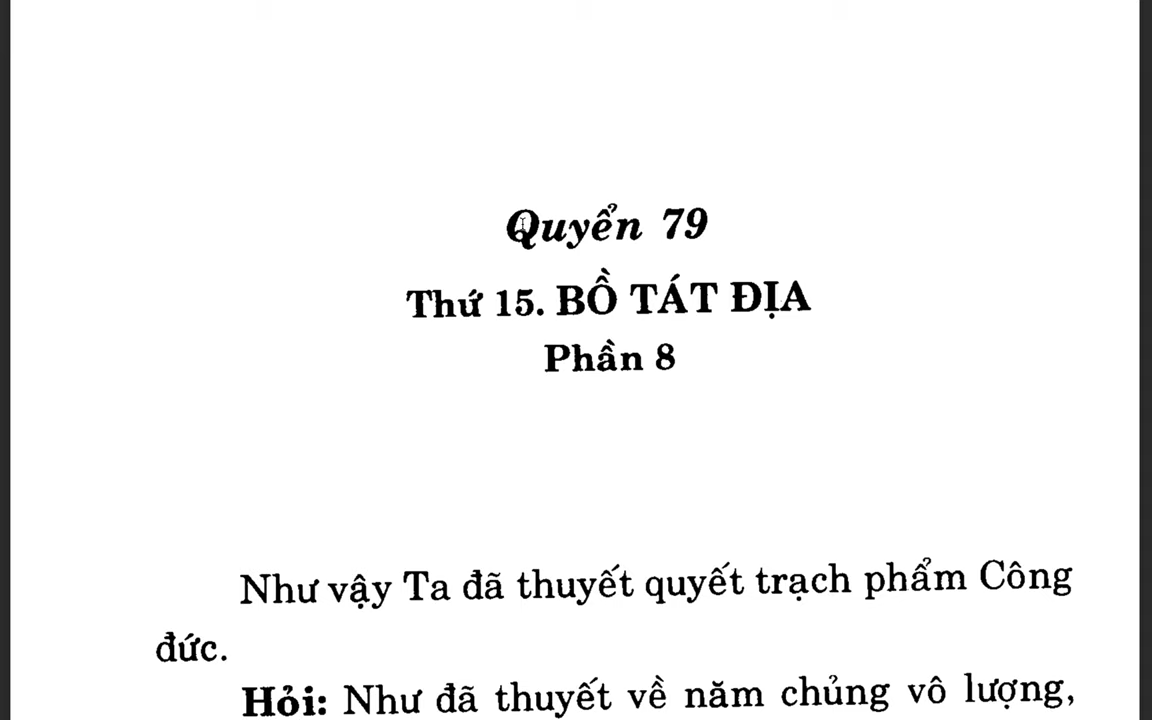 Quyển 79
Thứ 15. BỒ TÁT ĐỊA
Phần 8
Như vậy Ta đã thuyết quyết trạch phẩm Công
đức.
Hỏi: Như đã thuyết về năm chủng vô lượng,